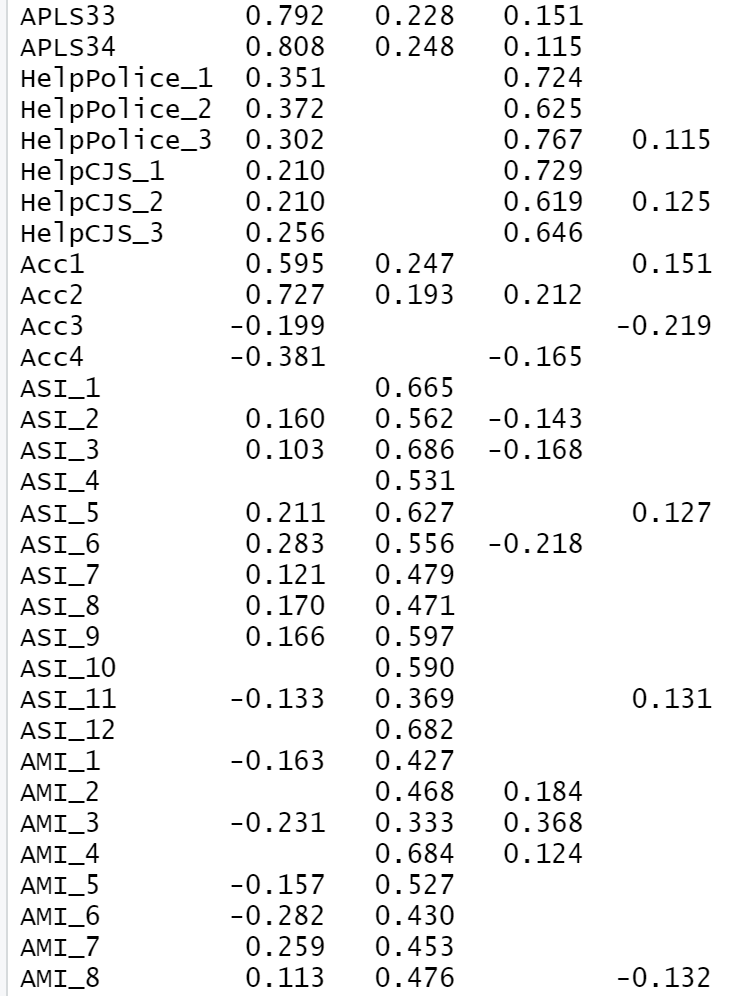 APLS33 0.792 0.228 0.151
APLS34 0.808 0.248 0.115
HelpPolice_1 0.351 0.724
HelpPolice_2 0.372 0.625
HelpPolice_3 0.302 0.767 0.115
HelpCJS_1 0.210 0.729
HelpCJS_2 0.210 0.619 0.125
HelpCJS_3 0.256 0.646
Acc1 0.595 0.247 0.151
Acc2 0.727 0.193 0.212
Acc3 -0.199 -0.219
Acc4 -0.381 -0.165
ASI_1 0.665
ASI_2 0.160 0.562 -0.143
ASI_3 0.103 0.686 -0.168
ASI_4 0.531
ASI_5 0.211 0.627 0.127
ASI_6 0.283 0.556 -0.218
ASI_7 0.121 0.479
ASI_8 0.170 0.471
ASI_9 0.166 0.597
ASI_10 0.590
ASI_11 -0.133 0.369 0.131
ASI_12 0.682
AMI_1 -0.163 0.427
AMI_2 0.468 0.184
AMI_3 -0.231 0.333 0.368
AMI_4 0.684 0.124
AMI_5 -0.157 0.527
AMI_6 -0.282 0.430
AMI_7 0.259 0.453
AMI_8 0.113 0.476 -0.132